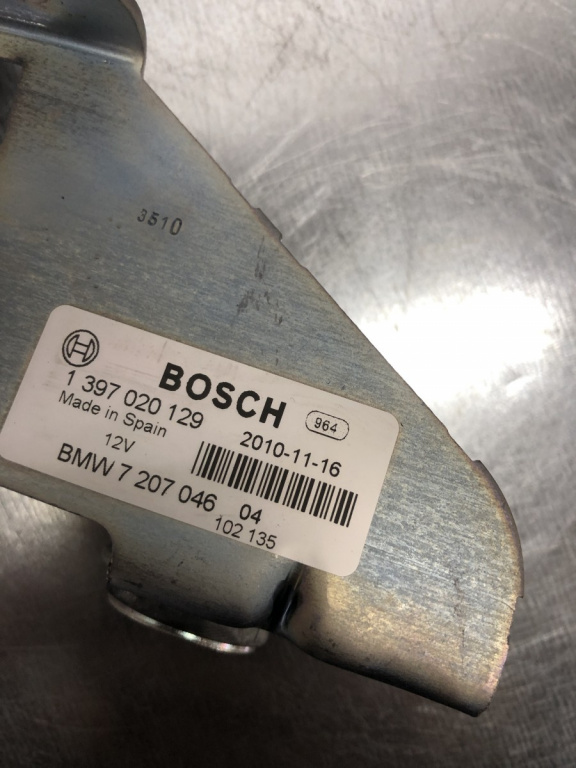 3510
BOSCH
1 397 020 129
964
Made in Spain
2010-11-16
12V
BMW 7 207 046 04
102 135